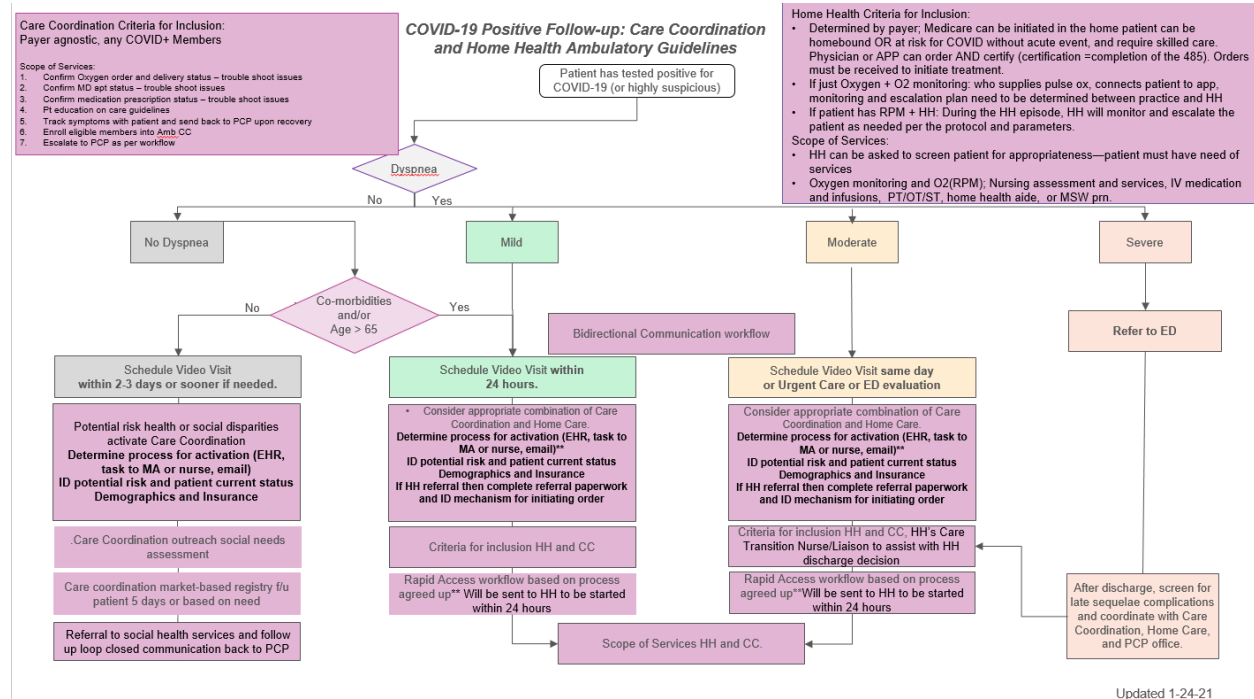 Care Coordination Criteria for Inclusion:
Payer agnostic, any COVID+ Members
Scope of Services:
1. Confirm Oxygen order and delivery status – trouble shoot issues
2. Confirm MD apt status – trouble shoot issues
3. Confirm medication prescription status – trouble shoot issues
4. Pt education on care guidelines
5. Track symptoms with patient and send back to PCP upon recovery
6. Enroll eligible members into Amb CC
7. Escalate to PCP as per workflow
COVID-19 Positive Follow-up: Care Coordination
and Home Health Ambulatory Guidelines
Home Health Criteria for Inclusion:
• Determined by payer; Medicare can be initiated in the home patient can be
homebound OR at risk for COVID without acute event, and require skilled care.
Physician or APP can order AND certify (certification =completion of the 485). Orders
must be received to initiate treatment.
• If just Oxygen + O2 monitoring: who supplies pulse ox, connects patient to app,
monitoring and escalation plan need to be determined between practice and HH
• If patient has RPM + HH: During the HH episode, HH will monitor and escalate the
patient as needed per the protocol and parameters.
Scope of Services:
• HH can be asked to screen patient for appropriateness—patient must have need of
services
• Oxygen monitoring and O2(RPM); Nursing assessment and services, IV medication
and infusions, PT/OT/ST, home health aide, or MSW prn.
Patient has tested positive for
COVID-19 (or highly suspicious)
Dyspnea
No
Yes
No Dyspnea
Mild
Moderate
Severe
Co-morbidities
and/or
Age > 65
No
Yes
Bidirectional Communication workflow
Refer to ED
Schedule Video Visit
within 2-3 days or sooner if needed.
Potential risk health or social disparities
activate Care Coordination
Determine process for activation (EHR,
task to MA or nurse, email)
ID potential risk and patient current status
Demographics and Insurance
.Care Coordination outreach social needs
assessment
Care coordination market-based registry f/u
patient 5 days or based on need
Referral to social health services and follow
up loop closed communication back to PCP
Schedule Video Visit within
24 hours.
• Consider appropriate combination of Care
Coordination and Home Care.
Determine process for activation (EHR, task to
MA or nurse, email)**
ID potential risk and patient current status
Demographics and Insurance
If HH referral then complete referral paperwork
and ID mechanism for initiating order
Criteria for inclusion HH and CC
Rapid Access workflow based on process
agreed up** Will be sent to HH to be started
within 24 hours
Schedule Video Visit same day
or Urgent Care or ED evaluation
Consider appropriate combination of Care
Coordination and Home Care.
Determine process for activation (EHR, task to
MA or nurse, email)**
ID potential risk and patient current status
Demographics and Insurance
If HH referral then complete referral paperwork
and ID mechanism for initiating order
Criteria for inclusion HH and CC, HH's Care
Transition Nurse/Liaison to assist with HH
discharge decision
Rapid Access workflow based on process
agreed up**Will be sent to HH to be started
within 24 hours
Scope of Services HH and CC.
After discharge, screen for
late sequelae complications
and coordinate with Care
Coordination, Home Care,
and PCP office.
Updated 1-24-21